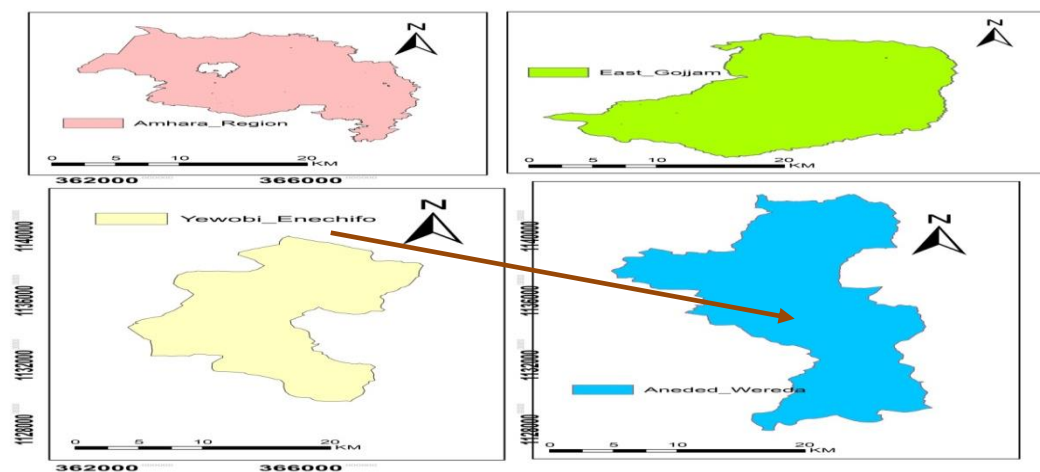 N
Amhara_Region
0 5 10 20
KM
N
East_Gojjam
0 5 10 20
KM
362000 366000
Yewobi_Enechifo
N
1140000
1136000
1132000
1128000
0 5 10 20
KM
362000 366000
N
1140000
1136000
1132000
1128000
Aneded_Wereda
0 5 10 20
KM